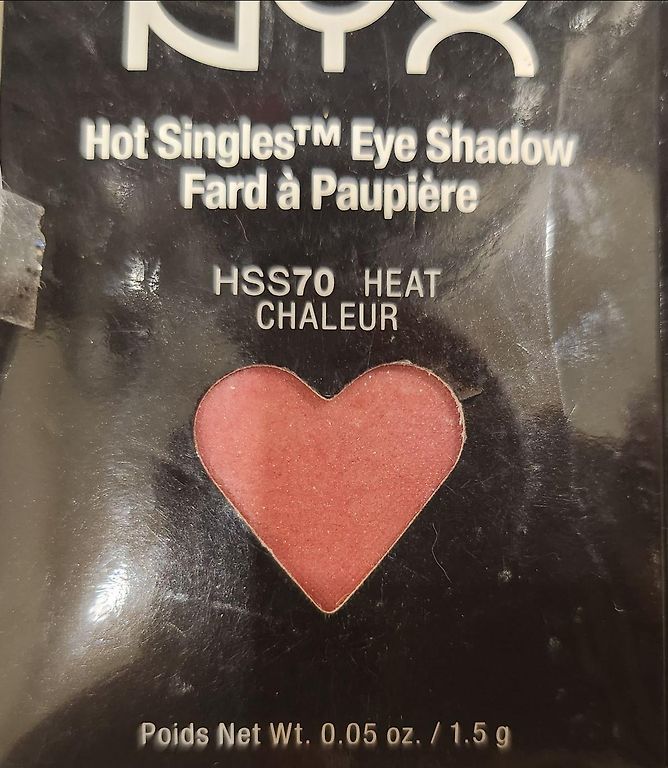 NYX
Hot Singles™ Eye Shadow
Fard à Paupière
HSS70 HEAT
CHALEUR
Poids Net Wt. 0.05 oz. / 1.5 g